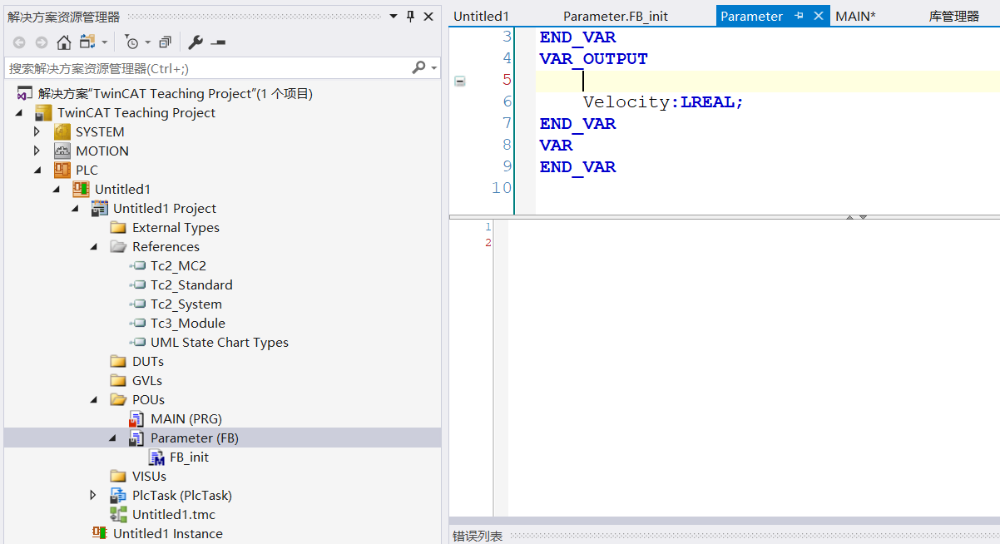 解决方案资源管理器
搜索解决方案资源管理器(Ctrl+;)
解决方案"TwinCAT Teaching Project"(1 个项目)
TwinCAT Teaching Project
SYSTEM
MOTION
PLC
Untitled1
Untitled1 Project
External Types
References
Tc2_MC2
Tc2_Standard
Tc2_System
Tc3_Module
UML State Chart Types
DUTs
GVLs
POUs
MAIN (PRG)
Parameter (FB)
FB_init
VISUs
PlcTask (PlcTask)
Untitled1.tmc
Untitled1 Instance
Untitled1 Parameter.FB_init Parameter MAIN* 库管理器
3 END_VAR
4 VAR_OUTPUT
5
6 Velocity:LREAL;
7 END_VAR
8 VAR
9 END_VAR
10
1
2
错误列表